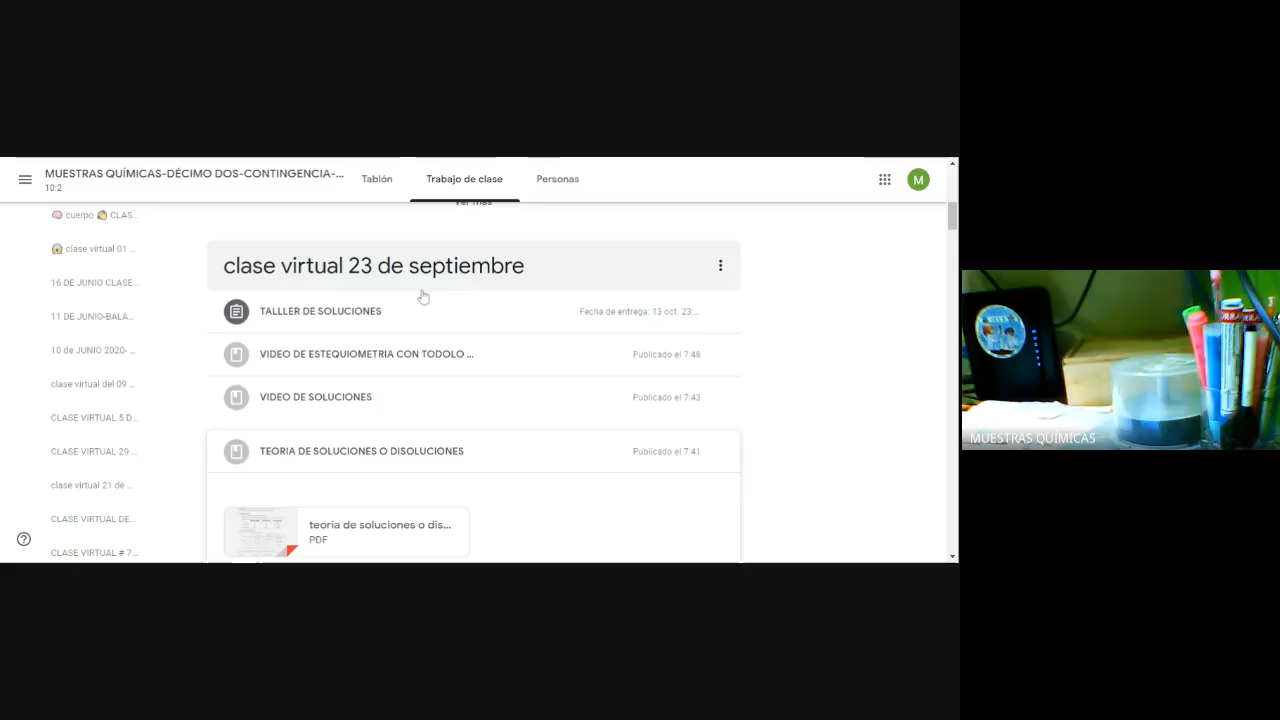 MUESTRAS QUÍMICAS-DÉCIMO DOS-CONTINGENCIA-...
10:2
Tablón
Trabajo de clase
Personas
M
Ver más
cuerpo CLAS...
clase virtual 01 ...
16 DE JUNIO CLASE...
11 DE JUNIO-BALA...
10 de JUNIO 2020- ...
clase virtual del 09 ...
CLASE VIRTUAL 5 D...
CLASE VIRTUAL 29 ...
clase virtual 21 de ...
CLASE VIRTUAL DE...
CLASE VIRTUAL # 7...
clase virtual 23 de septiembre
TALLLER DE SOLUCIONES
Fecha de entrega: 13 oct. 23:...
VIDEO DE ESTEQUIOMETRIA CON TODOLO ...
Publicado el 7:48
VIDEO DE SOLUCIONES
Publicado el 7:43
TEORIA DE SOLUCIONES O DISOLUCIONES
Publicado el 7:41
teoria de soluciones o dis...
PDF
MUESTRAS QUÍMICAS